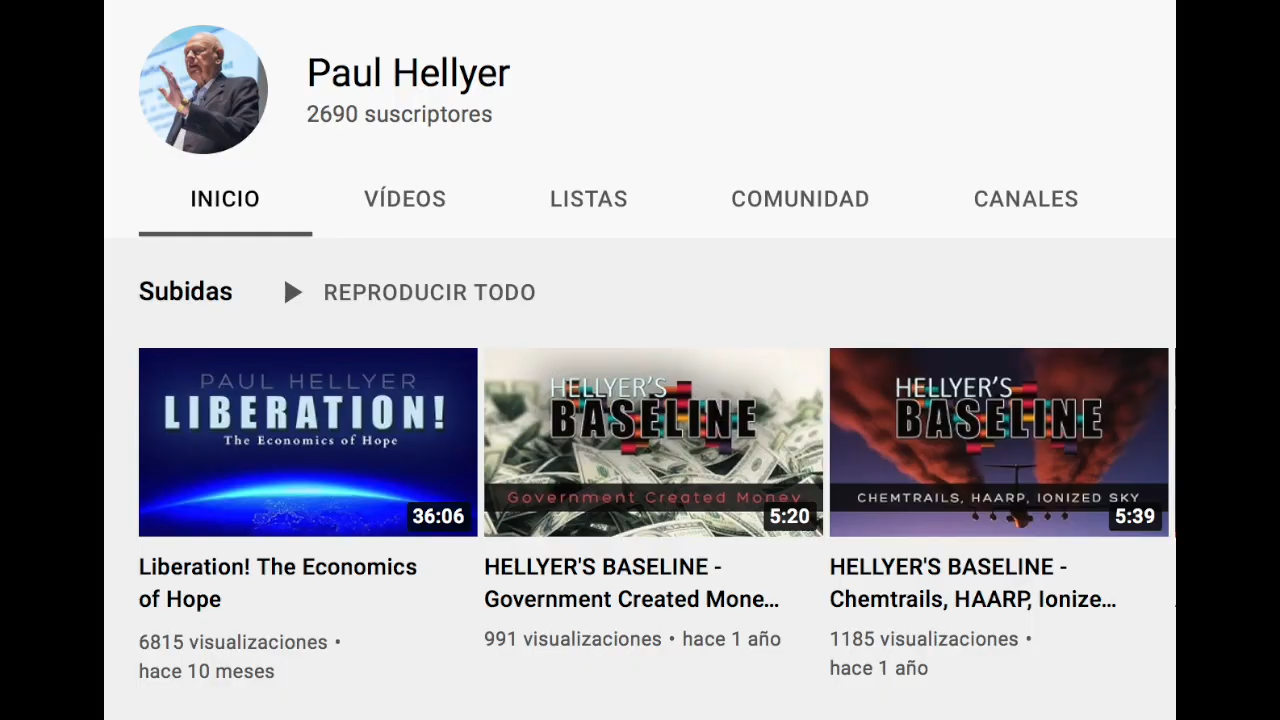 Paul Hellyer
2690 suscriptores
INICIO VÍDEOS LISTAS COMUNIDAD CANALES
Subidas REPRODUCIR TODO
PAUL HELLYER
LIBERATION!
The Economics of Hope
36:06
HELLYER'S
BASELINE
Government Created Money
5:20
HELLYER'S
BASELINE
CHEMTRAILS, HAARP, IONIZED SKY
5:39
Liberation! The Economics
of Hope
6815 visualizaciones •
hace 10 meses
HELLYER'S BASELINE -
Government Created Mone...
991 visualizaciones • hace 1 año
HELLYER'S BASELINE -
Chemtrails, HAARP, Ionize...
1185 visualizaciones •
hace 1 año